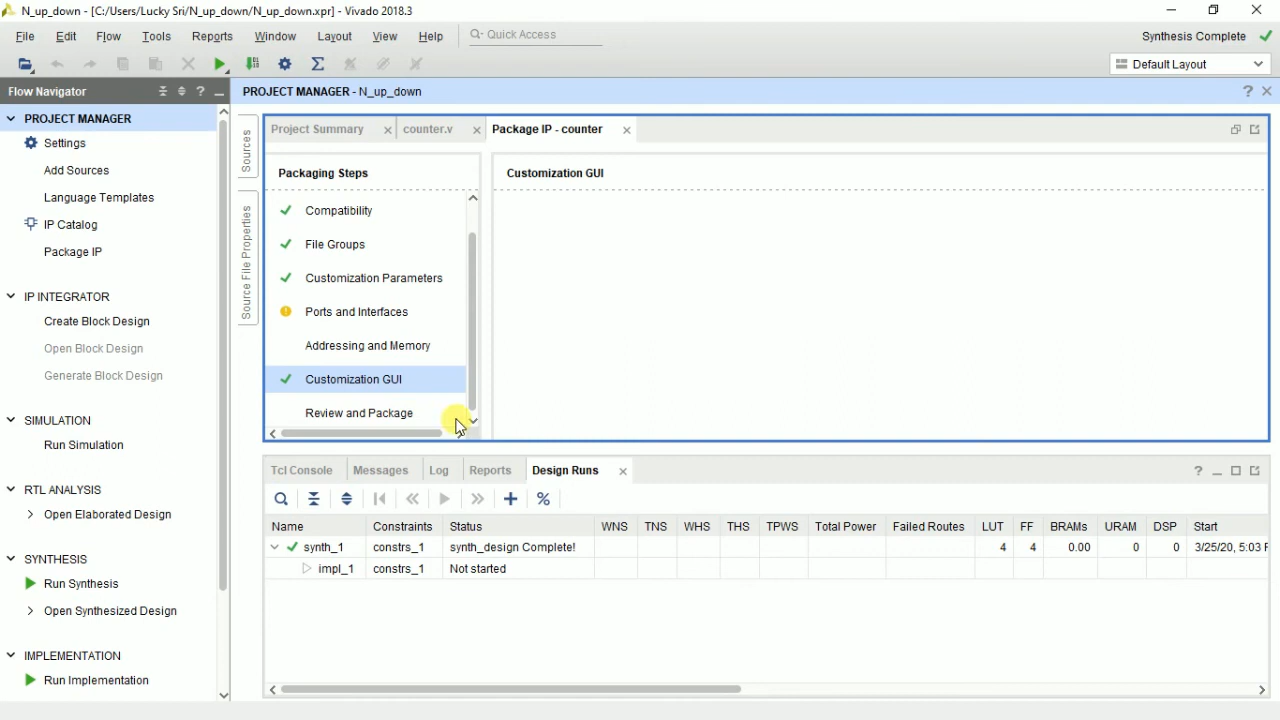 N_up_down - [C:/Users/Lucky Sri/N_up_down/N_up_down.xpr] - Vivado 2018.3
File Edit Flow Tools Reports Window Layout View Help Quick Access Synthesis Complete
Default Layout
Flow Navigator
PROJECT MANAGER - N_up_down
PROJECT MANAGER
Settings
Add Sources
Language Templates
IP Catalog
Package IP
IP INTEGRATOR
Create Block Design
Open Block Design
Generate Block Design
SIMULATION
Run Simulation
RTL ANALYSIS
Open Elaborated Design
SYNTHESIS
Run Synthesis
Open Synthesized Design
IMPLEMENTATION
Run Implementation
Sources
Source File Properties
Project Summary counter.v Package IP - counter
Packaging Steps
Compatibility
File Groups
Customization Parameters
Ports and Interfaces
Addressing and Memory
Customization GUI
Review and Package
Customization GUI
Tcl Console Messages Log Reports Design Runs
Name Constraints Status WNS TNS WHS THS TPWS Total Power Failed Routes LUT FF BRAMs URAM DSP Start
synth_1 constrs_1 synth_design Complete! 4 4 0.00 0 0 3/25/20, 5:03
impl_1 constrs_1 Not started